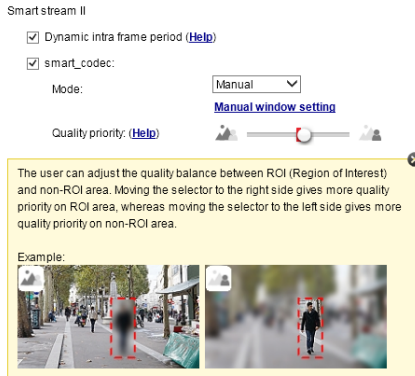 Smart stream II
Dynamic intra frame period (Help)
smart_codec:
Mode: Manual
Manual window setting
Quality priority: (Help)
The user can adjust the quality balance between ROI (Region of Interest)
and non-ROI area. Moving the selector to the right side gives more quality
priority on ROI area, whereas moving the selector to the left side gives more
quality priority on non-ROI area.
Example: